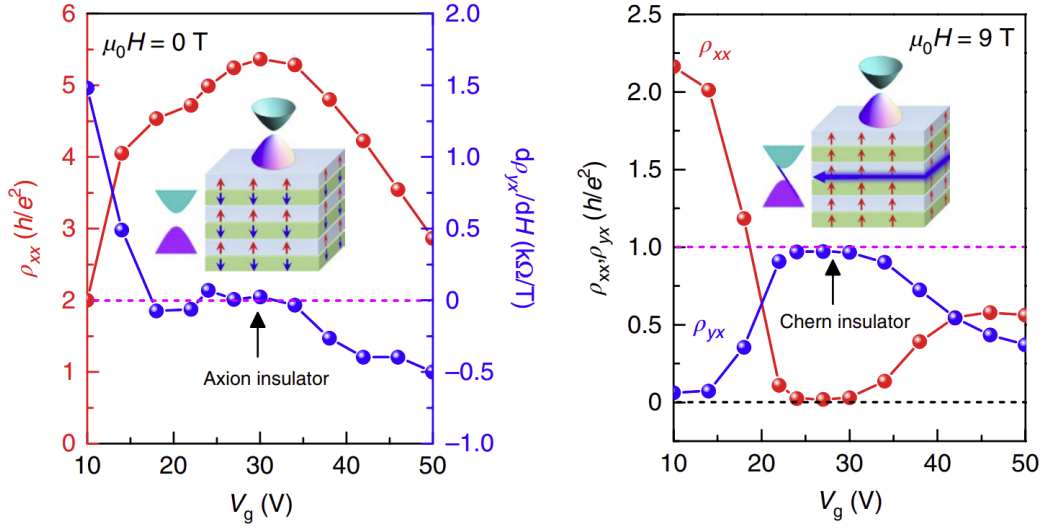 μ₀H = 0 T
ρxx (h/e²)
6
5
4
3
2
1
0
2.0
1.5
1.0
0.5
0
−0.5
−1.0
dρyx/dH (kΩ/T)
Axion insulator
10 20 30 40 50
Vg (V)
μ₀H = 9 T
ρxx
ρxx,ρyx (h/e²)
2.5
2.0
1.5
1.0
0.5
0
ρyx
Chern insulator
10 20 30 40 50
Vg (V)